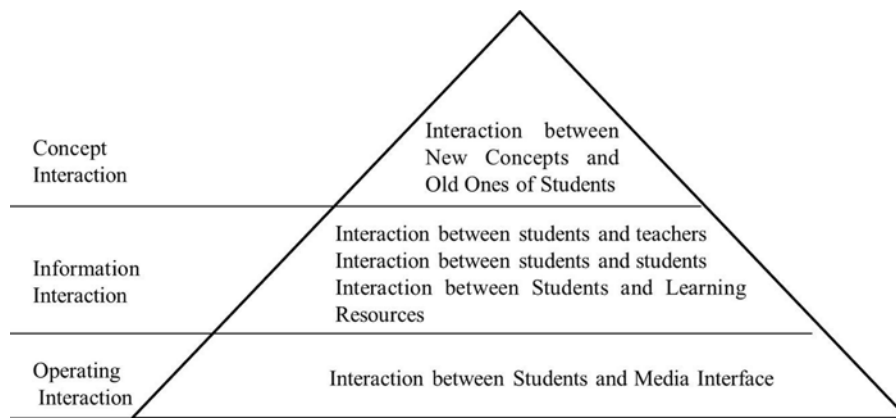 Concept
Interaction
Interaction between
New Concepts and
Old Ones of Students
Information
Interaction
Interaction between students and teachers
Interaction between students and students
Interaction between Students and Learning
Resources
Operating
Interaction
Interaction between Students and Media Interface